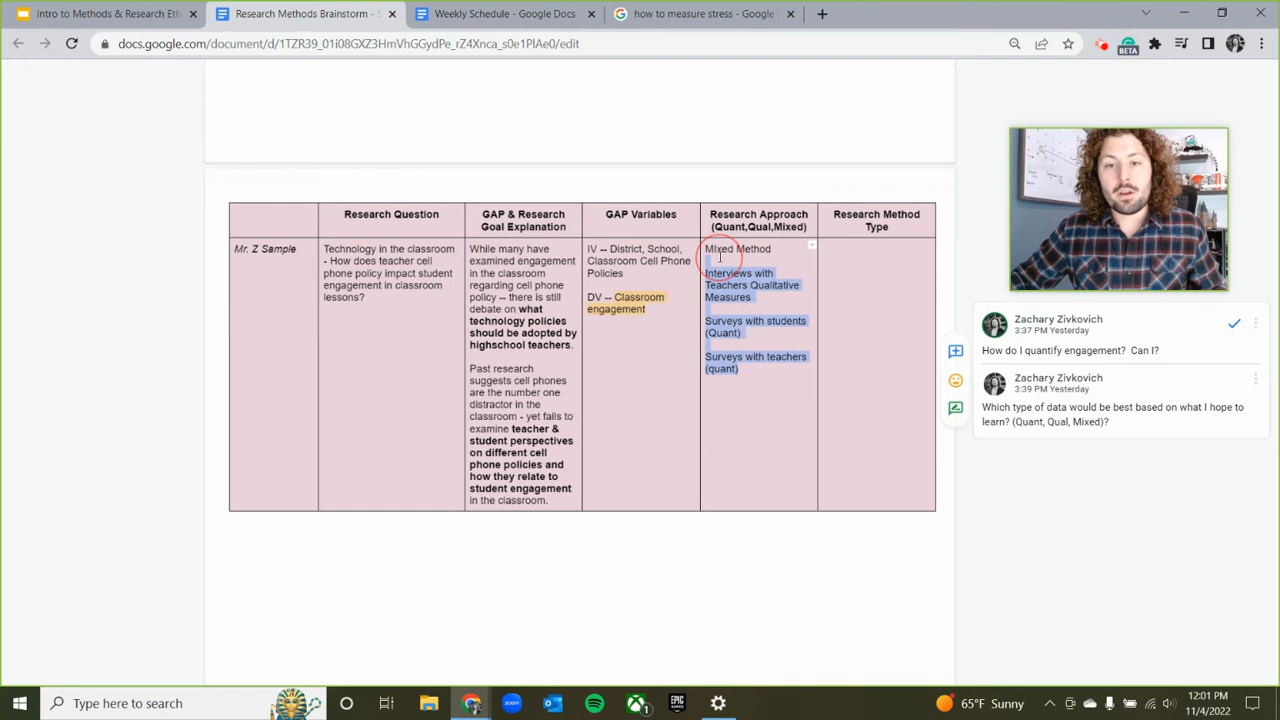 Intro to Methods & Research Eth
Research Methods Brainstorm - S
Weekly Schedule - Google Docs
how to measure stress - Google
docs.google.com/document/d/1TZR39_01i08GXZ3HmVhGGydPe_rZ4Xnca_s0e1PlAe0/edit
BETA
Research Question
GAP & Research
Goal Explanation
GAP Variables
Research Approach
(Quant,Qual,Mixed)
Research Method
Type
Mr. Z Sample
Technology in the classroom
- How does teacher cell
phone policy impact student
engagement in classroom
lessons?
While many have
examined engagement
in the classroom
regarding cell phone
policy -- there is still
debate on what
technology policies
should be adopted by
highschool teachers.
Past research
suggests cell phones
are the number one
distractor in the
classroom - yet fails to
examine teacher &
student perspectives
on different cell
phone policies and
how they relate to
student engagement
in the classroom.
IV -- District, School,
Classroom Cell Phone
Policies
DV -- Classroom
engagement
Mixed Method
Interviews with
Teachers Qualitative
Measures
Surveys with students
(Quant)
Surveys with teachers
(quant)
Zachary Zivkovich
3:37 PM Yesterday
How do I quantify engagement? Can I?
Zachary Zivkovich
3:39 PM Yesterday
Which type of data would be best based on what I hope to
learn? (Quant, Qual, Mixed)?
Type here to search
EPIC
1
65°F Sunny
12:01 PM
11/4/2022